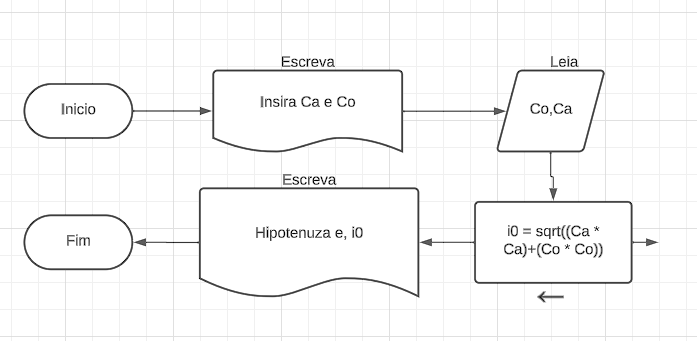 Escreva
Leia
Inicio
Insira Ca e Co
Co,Ca
Escreva
Fim
Hipotenuza e, i0
i0 = sqrt((Ca *
Ca)+(Co * Co))